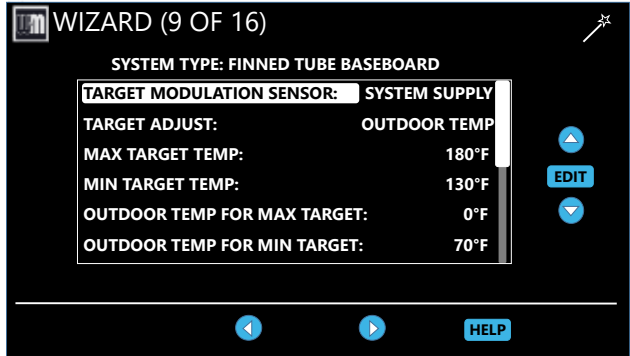 WIZARD (9 OF 16)
SYSTEM TYPE: FINNED TUBE BASEBOARD
TARGET MODULATION SENSOR: SYSTEM SUPPLY
TARGET ADJUST: OUTDOOR TEMP
MAX TARGET TEMP: 180°F
MIN TARGET TEMP: 130°F
EDIT
OUTDOOR TEMP FOR MAX TARGET: 0°F
OUTDOOR TEMP FOR MIN TARGET: 70°F
HELP